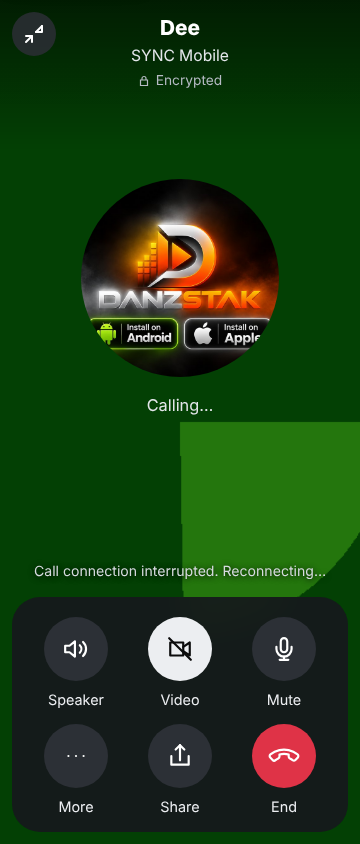 Dee
SYNC Mobile
Encrypted
DANZSTAK
Install on
Android
Install on
Apple
Calling...
Call connection interrupted. Reconnecting...
Speaker
Video
Mute
More
Share
End